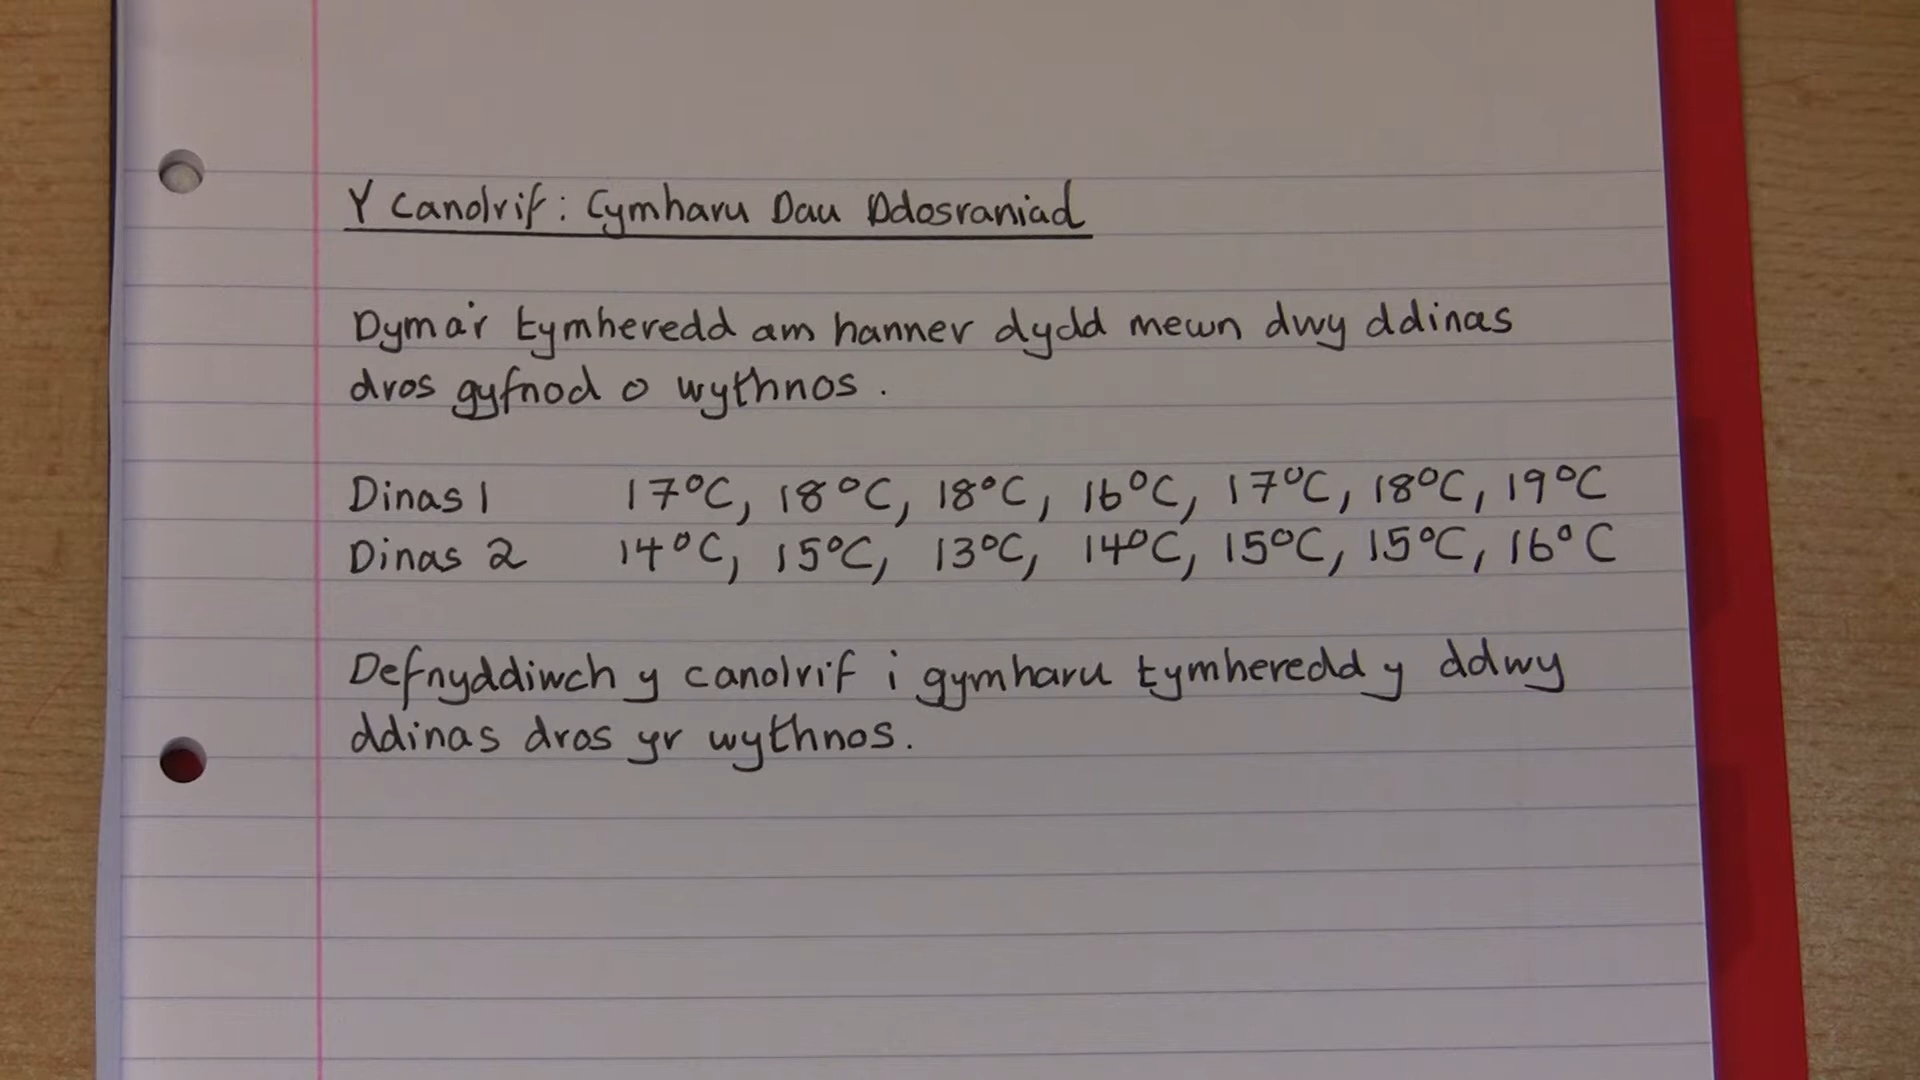 Y Canolrif: Cymharu Dau Ddosraniad
Dyma'r tymheredd am hanner dydd mewn dwy ddinas
dros gyfnod o wythnos.
Dinas 1 17°C, 18°C, 18°C, 16°C, 17°C, 18°C, 19°C
Dinas 2 14°C, 15°C, 13°C, 14°C, 15°C, 15°C, 16°C
Defnyddiwch y canolrif i gymharu tymheredd y ddwy
ddinas dros yr wythnos.